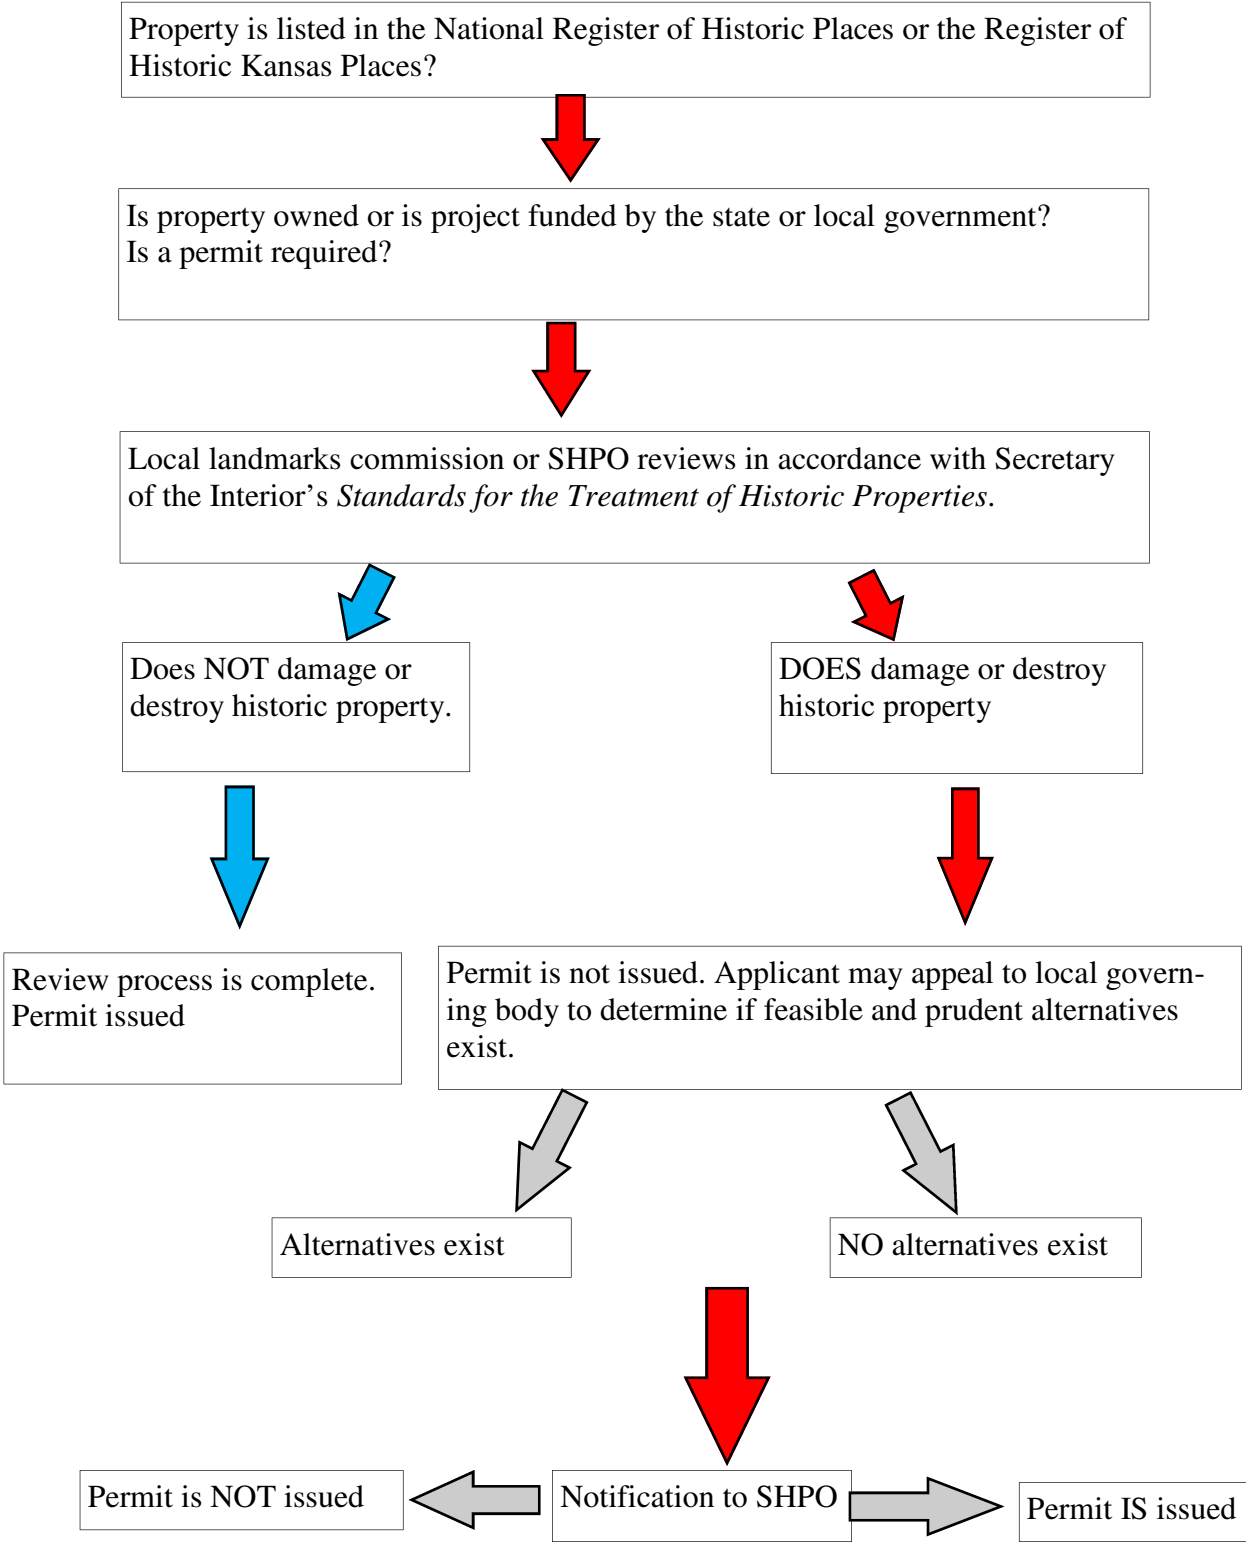 Property is listed in the National Register of Historic Places or the Register of
Historic Kansas Places?
Is property owned or is project funded by the state or local government?
Is a permit required?
Local landmarks commission or SHPO reviews in accordance with Secretary
of the Interior’s Standards for the Treatment of Historic Properties.
Does NOT damage or
destroy historic property.
DOES damage or destroy
historic property
Review process is complete.
Permit issued
Permit is not issued. Applicant may appeal to local govern-
ing body to determine if feasible and prudent alternatives
exist.
Alternatives exist
NO alternatives exist
Permit is NOT issued
Notification to SHPO
Permit IS issued